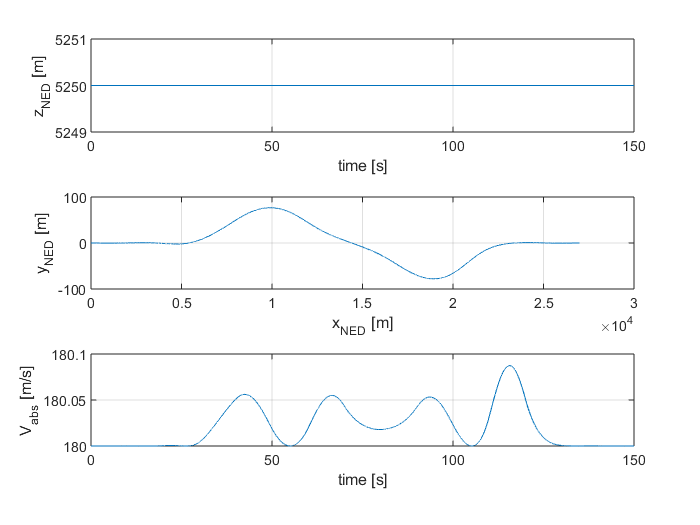 5251
5250
5249
z_NED [m]
0 50 100 150
time [s]
100
0
-100
y_NED [m]
0 0.5 1 1.5 2 2.5 3
x_NED [m]
×10^4
180.1
180.05
180
V_abs [m/s]
0 50 100 150
time [s]